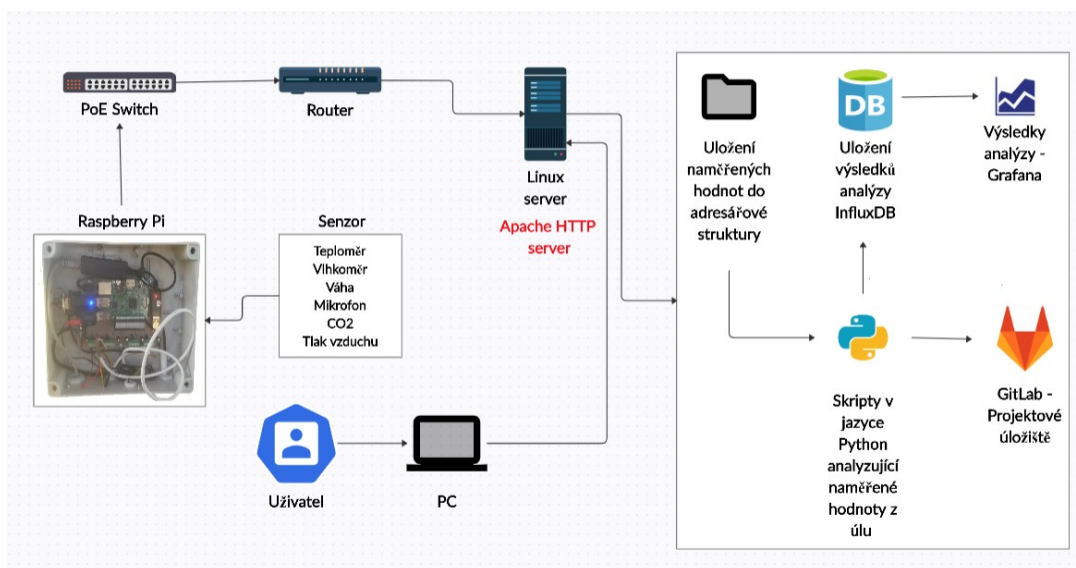 PoE Switch
Router
Linux
server
Apache HTTP
server
Raspberry Pi
Senzor
Teploměr
Vlhkoměr
Váha
Mikrofon
CO2
Tlak vzduchu
Uživatel
PC
Uložení
naměřených
hodnot do
adresářové
struktury
DB
Uložení
výsledků
analýzy
InfluxDB
Výsledky
analýzy -
Grafana
Skripty v
jazyce
Python
analyzující
naměřené
hodnoty z
úlu
GitLab -
Projektové
úložiště